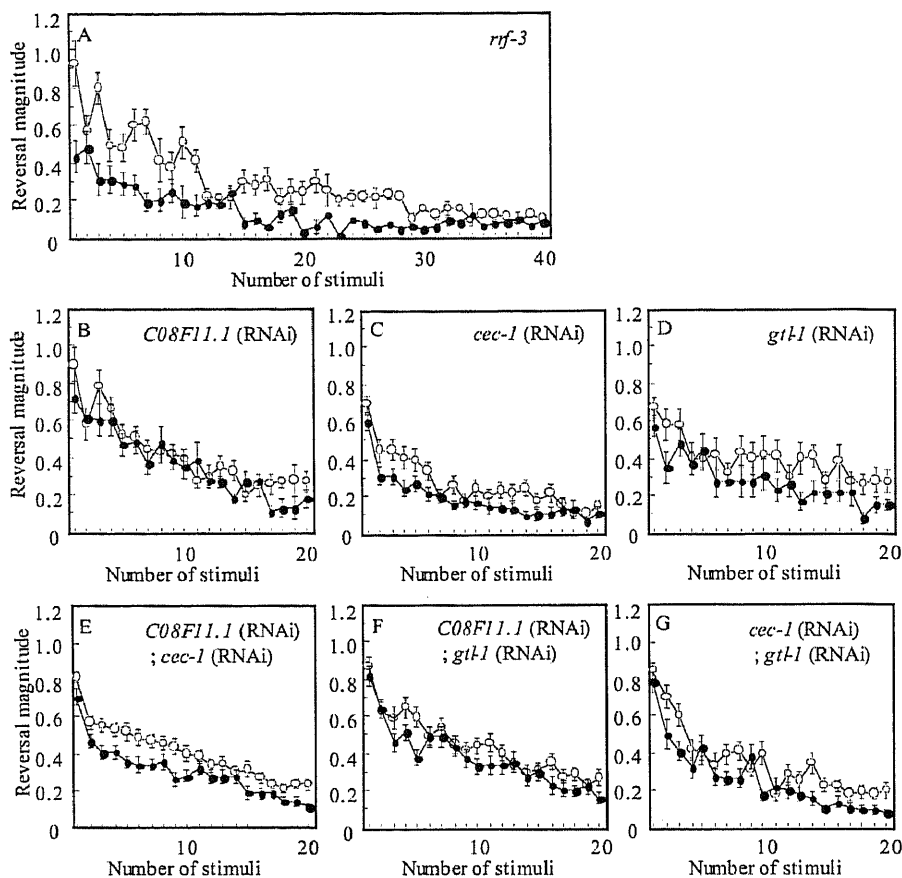 A
rrf-3
1.2
1.0
0.8
0.6
0.4
0.2
0
Reversal magnitude
10 20 30 40
Number of stimuli
B
C08F11.1 (RNAi)
1.2
1.0
0.8
0.6
0.4
0.2
0
Reversal magnitude
10 20
Number of stimuli
C
cec-1 (RNAi)
1.2
1.0
0.8
0.6
0.4
0.2
0
10 20
Number of stimuli
D
gtl-1 (RNAi)
1.2
1.0
0.8
0.6
0.4
0.2
0
10 20
Number of stimuli
E
C08F11.1 (RNAi)
; cec-1 (RNAi)
1.2
1.0
0.8
0.6
0.4
0.2
0
Reversal magnitude
10 20
Number of stimuli
F
C08F11.1 (RNAi)
; gtl-1 (RNAi)
1.2
1.0
0.8
0.6
0.4
0.2
0
10 20
Number of stimuli
G
cec-1 (RNAi)
; gtl-1 (RNAi)
1.2
1.0
0.8
0.6
0.4
0.2
0
10 20
Number of stimuli